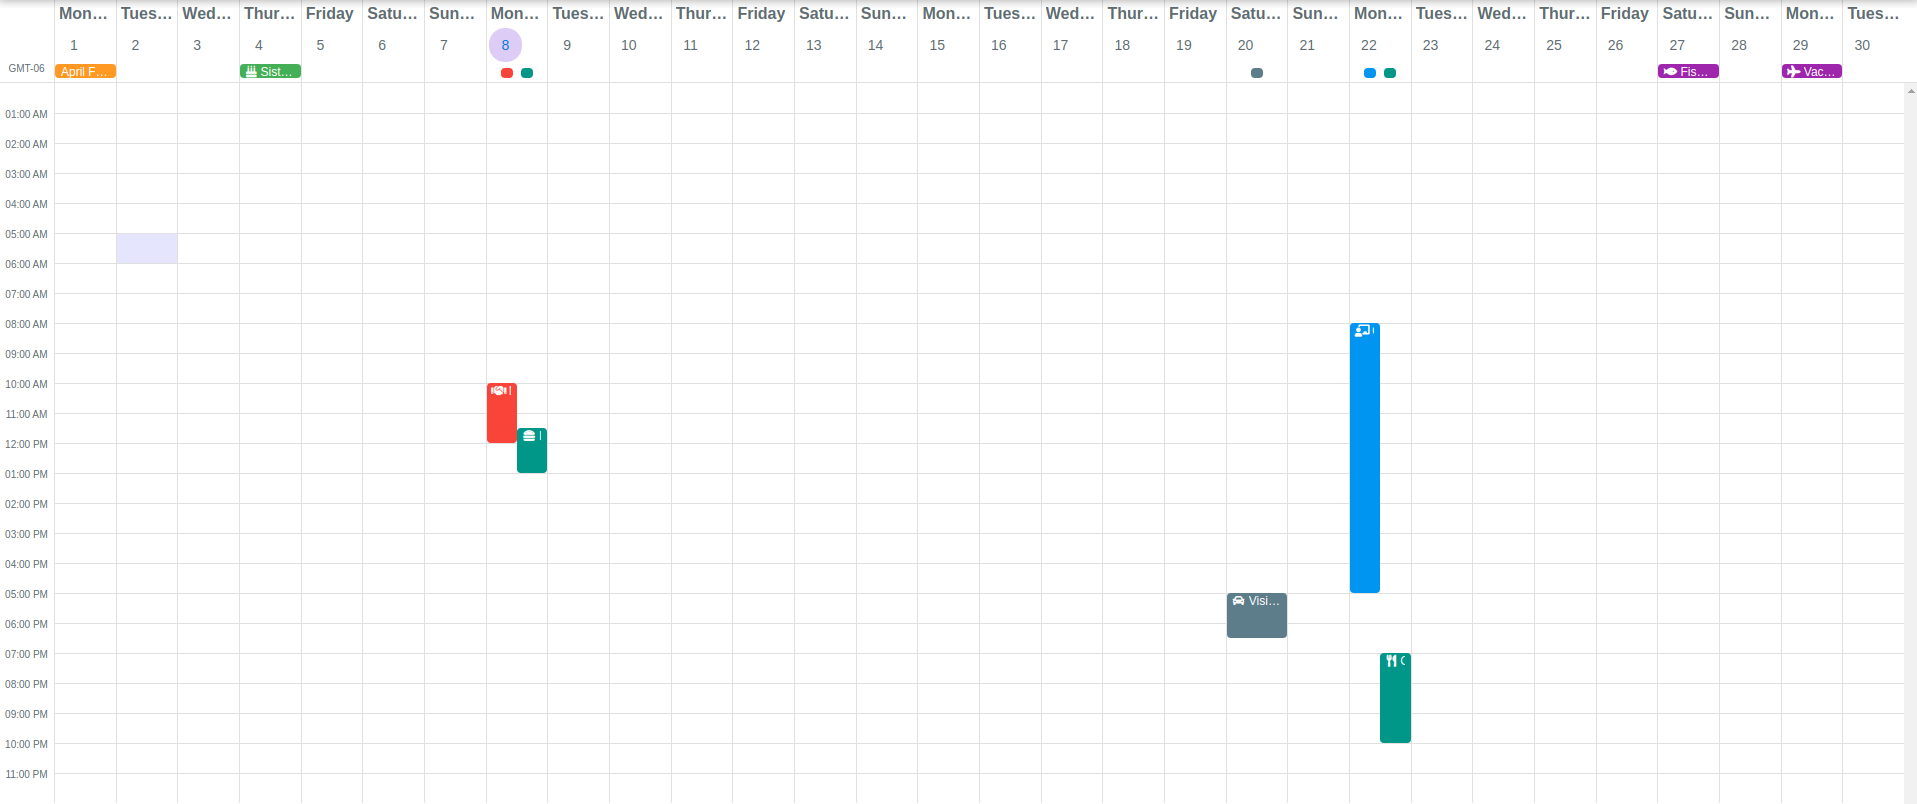 Mon... Tues... Wed... Thur... Friday Satu... Sun... Mon... Tues... Wed... Thur... Friday Satu... Sun... Mon... Tues... Wed... Thur... Friday Satu... Sun... Mon... Tues... Wed... Thur... Friday Satu... Sun... Mon... Tues...
1 2 3 4 5 6 7 8 9 10 11 12 13 14 15 16 17 18 19 20 21 22 23 24 25 26 27 28 29 30
GMT-06 April F... Sist... Fis... Vac...
01:00 AM
02:00 AM
03:00 AM
04:00 AM
05:00 AM
06:00 AM
07:00 AM
08:00 AM
09:00 AM
10:00 AM
11:00 AM
12:00 PM
01:00 PM
02:00 PM
03:00 PM
04:00 PM
05:00 PM
Visi...
06:00 PM
07:00 PM
08:00 PM
09:00 PM
10:00 PM
11:00 PM